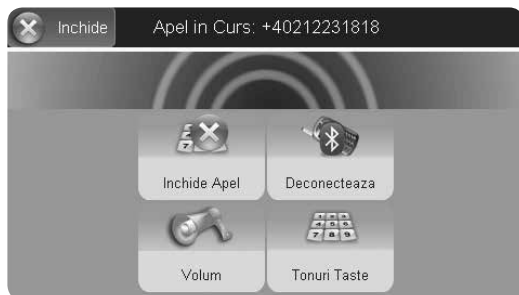 Inchide Apel in Curs: +40212231818
Inchide Apel Deconecteaza
Volum Tonuri Taste